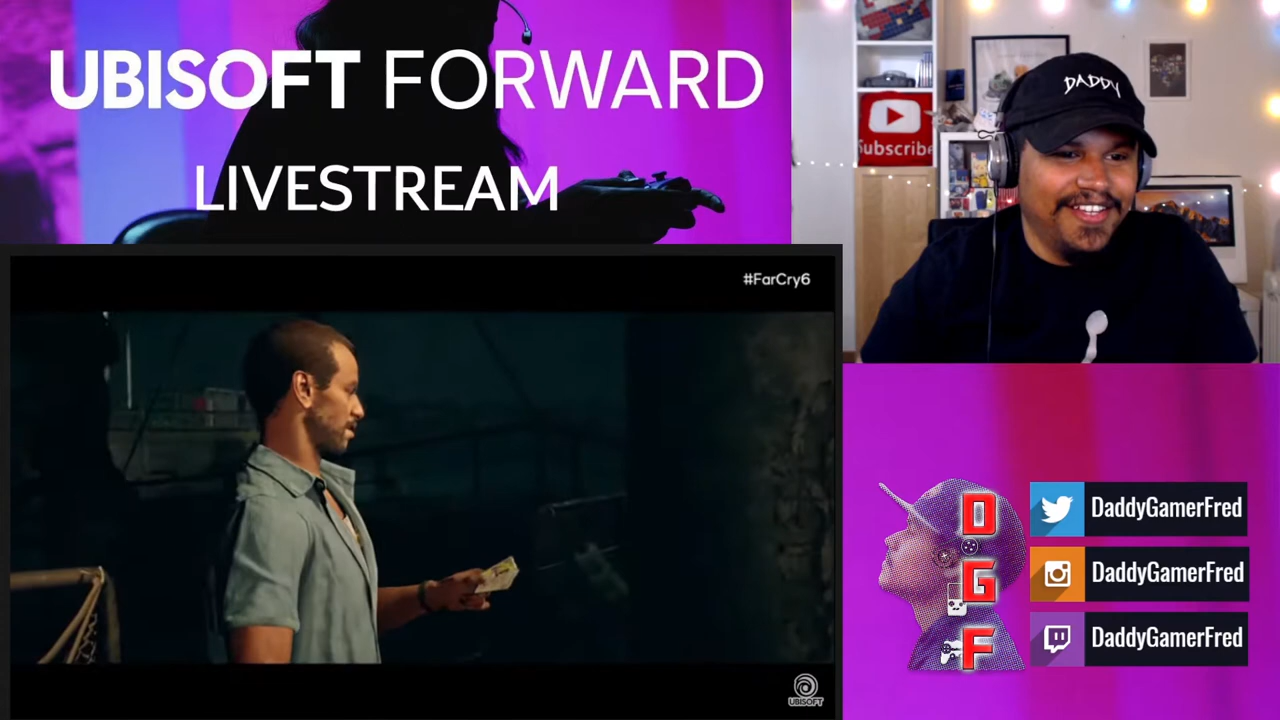 UBISOFT FORWARD
LIVESTREAM
DADDY
Subscribe
#FarCry6
UBISOFT
D
G
F
DaddyGamerFred
DaddyGamerFred
DaddyGamerFred